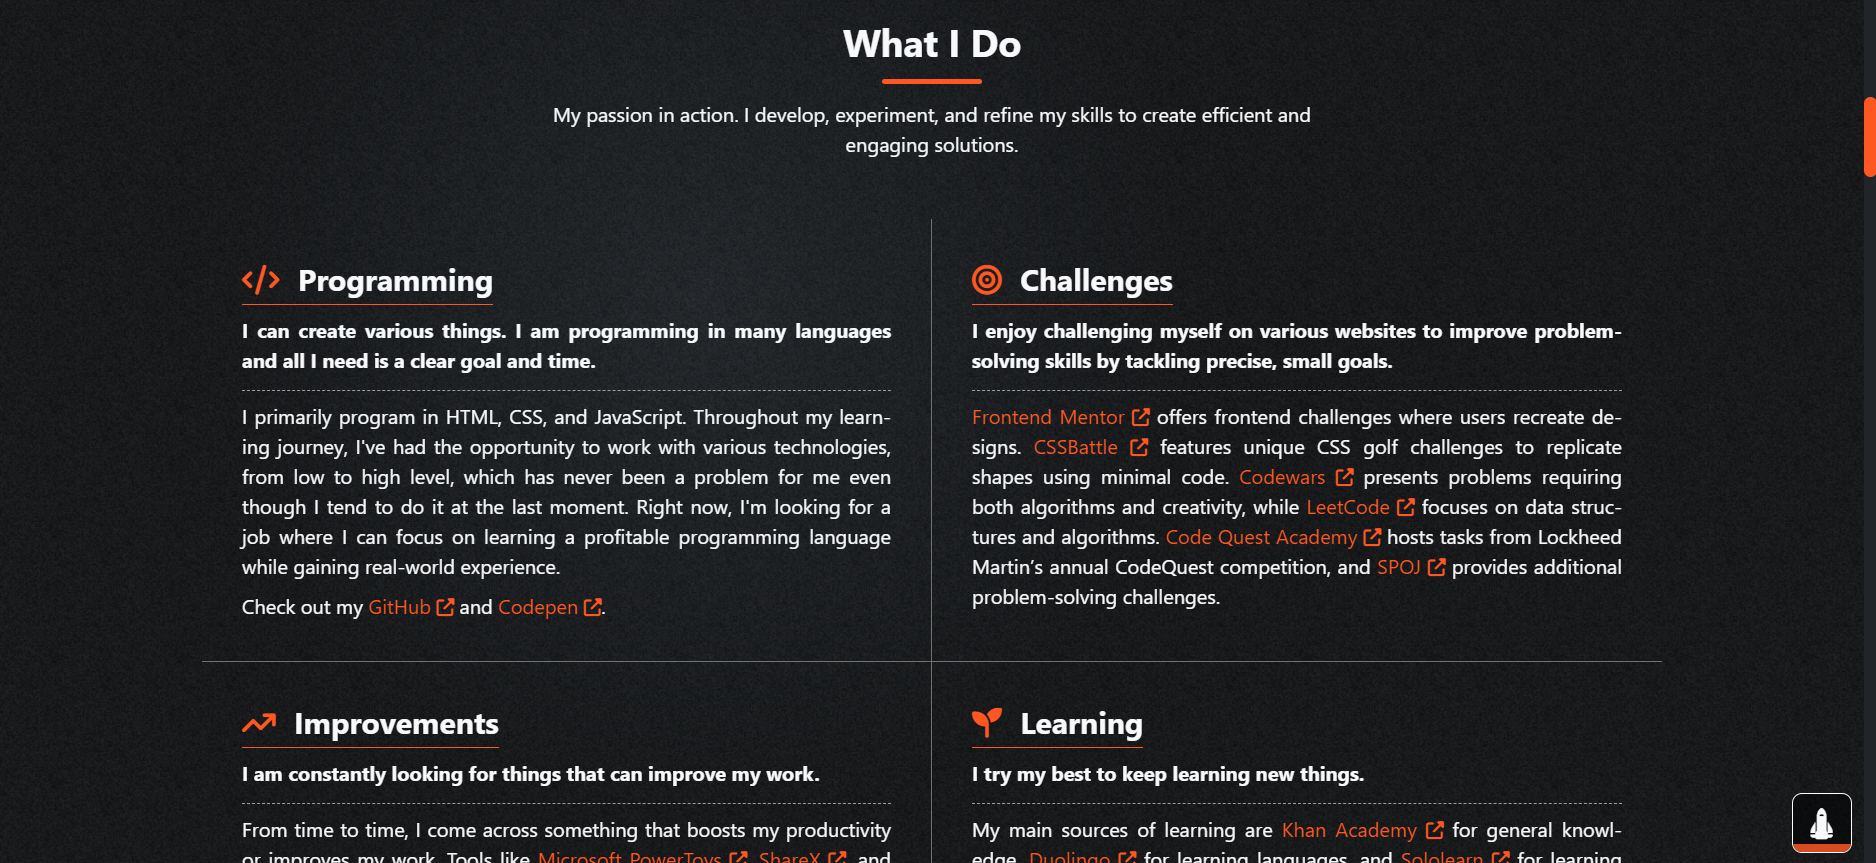 What I Do
My passion in action. I develop, experiment, and refine my skills to create efficient and
engaging solutions.
Programming
I can create various things. I am programming in many languages
and all I need is a clear goal and time.
I primarily program in HTML, CSS, and JavaScript. Throughout my learn-
ing journey, I've had the opportunity to work with various technologies,
from low to high level, which has never been a problem for me even
though I tend to do it at the last moment. Right now, I'm looking for a
job where I can focus on learning a profitable programming language
while gaining real-world experience.
Check out my GitHub and Codepen.
Challenges
I enjoy challenging myself on various websites to improve problem-
solving skills by tackling precise, small goals.
Frontend Mentor offers frontend challenges where users recreate de-
signs. CSSBattle features unique CSS golf challenges to replicate
shapes using minimal code. Codewars presents problems requiring
both algorithms and creativity, while LeetCode focuses on data struc-
tures and algorithms. Code Quest Academy hosts tasks from Lockheed
Martin’s annual CodeQuest competition, and SPOJ provides additional
problem-solving challenges.
Improvements
I am constantly looking for things that can improve my work.
From time to time, I come across something that boosts my productivity
or improves my work. Tools like Microsoft PowerToys, ShareX, and
Learning
I try my best to keep learning new things.
My main sources of learning are Khan Academy for general knowl-
edge, Duolingo for learning languages, and Sololearn for learning